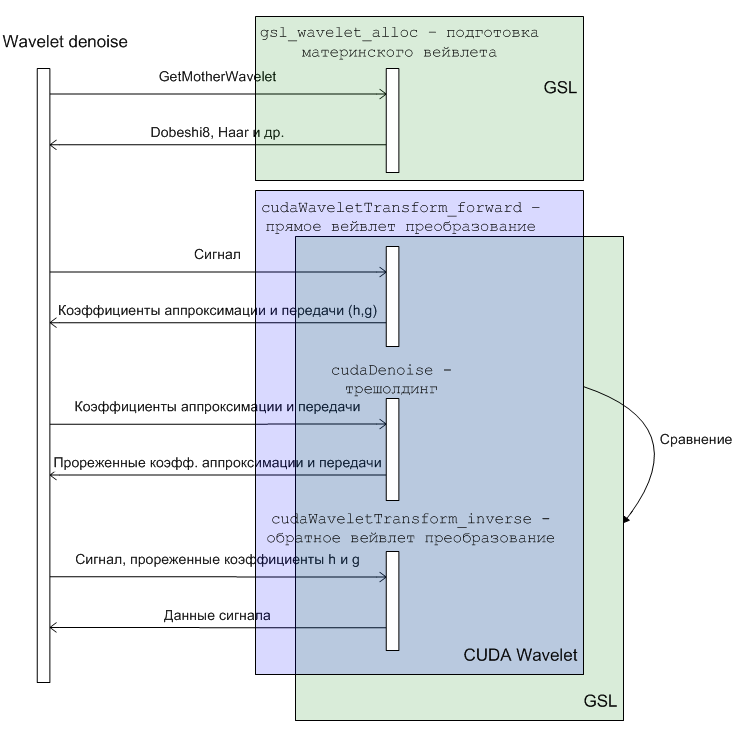 Wavelet denoise
gsl_wavelet_alloc – подготовка
материнского вейвлета
GetMotherWavelet
GSL
Dobeshi8, Haar и др.
cudaWaveletTransform_forward –
прямое вейвлет преобразование
Сигнал
Коэффициенты аппроксимации и передачи (h,g)
cudaDenoise –
трешолдинг
Коэффициенты аппроксимации и передачи
Сравнение
Прореженные коэфф. аппроксимации и передачи
cudaWaveletTransform_inverse –
обратное вейвлет преобразование
Сигнал, прореженные коэффициенты h и g
Данные сигнала
CUDA Wavelet
GSL